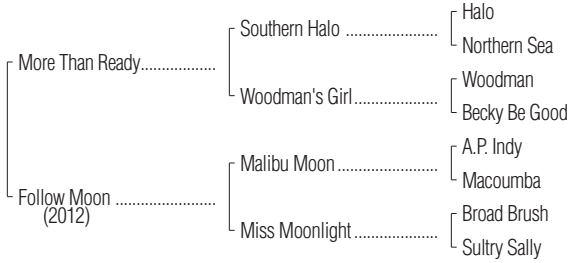 Halo
Southern Halo ......................
Northern Sea
More Than Ready..................
Woodman
Woodman's Girl....................
Becky Be Good
A.P. Indy
Malibu Moon........................
Macoumba
Follow Moon ........................
(2012)
Broad Brush
Miss Moonlight.....................
Sultry Sally